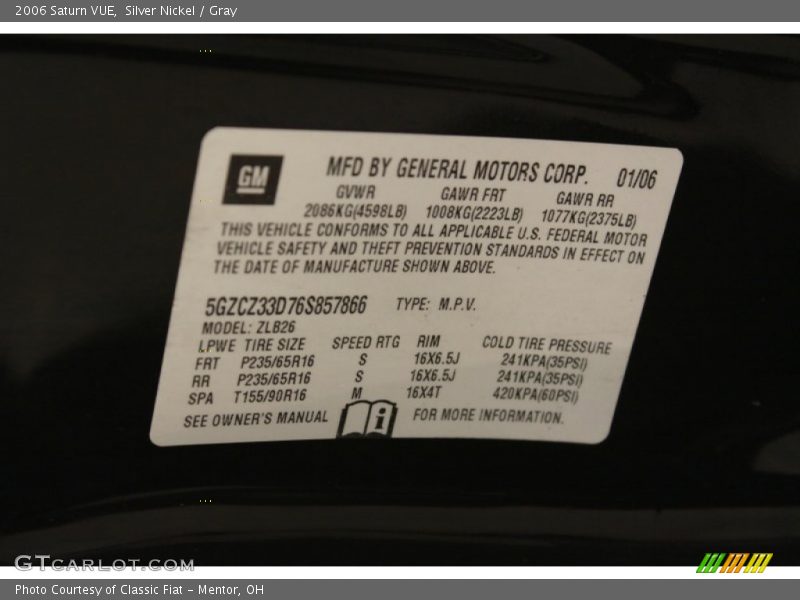 2006 Saturn VUE, Silver Nickel / Gray
GM
MFD BY GENERAL MOTORS CORP. 01/06
GVWR GAWR FRT GAWR RR
2086KG(4598LB) 1008KG(2223LB) 1077KG(2375LB)
THIS VEHICLE CONFORMS TO ALL APPLICABLE U.S. FEDERAL MOTOR
VEHICLE SAFETY AND THEFT PREVENTION STANDARDS IN EFFECT ON
THE DATE OF MANUFACTURE SHOWN ABOVE.
5GZCZ33D76S857866 TYPE: M.P.V.
MODEL: ZLB26
LPWE TIRE SIZE SPEED RTG RIM COLD TIRE PRESSURE
FRT P235/65R16 S 16X6.5J 241KPA(35PSI)
RR P235/65R16 S 16X6.5J 241KPA(35PSI)
SPA T155/90R16 M 16X4T 420KPA(60PSI)
SEE OWNER'S MANUAL i FOR MORE INFORMATION.
GTCARLOT.COM
Photo Courtesy of Classic Fiat - Mentor, OH